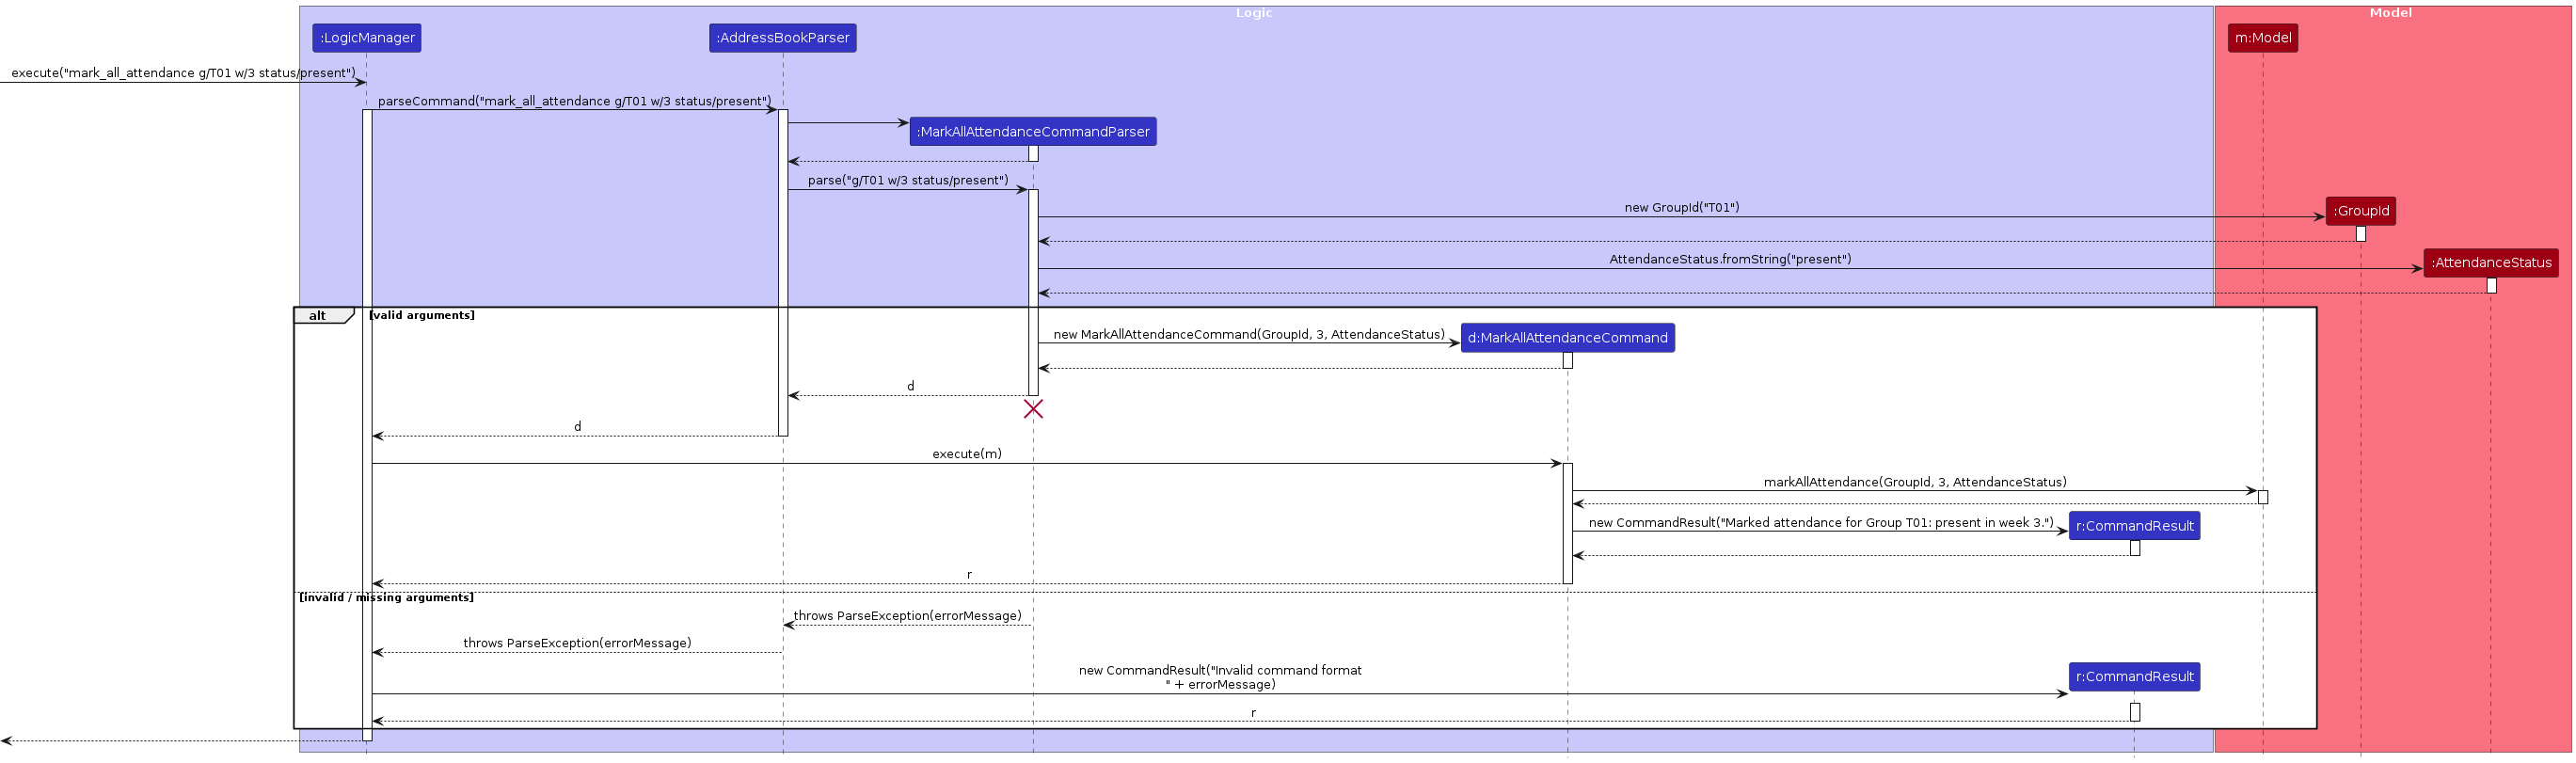 Logic
Model
:LogicManager
:AddressBookParser
m:Model
execute("mark_all_attendance g/T01 w/3 status/present")
parseCommand("mark_all_attendance g/T01 w/3 status/present")
:MarkAllAttendanceCommandParser
parse("g/T01 w/3 status/present")
new GroupId("T01")
:GroupId
AttendanceStatus.fromString("present")
:AttendanceStatus
alt
[valid arguments]
new MarkAllAttendanceCommand(GroupId, 3, AttendanceStatus)
d:MarkAllAttendanceCommand
d
d
execute(m)
markAllAttendance(GroupId, 3, AttendanceStatus)
new CommandResult("Marked attendance for Group T01: present in week 3.")
r:CommandResult
r
[invalid / missing arguments]
throws ParseException(errorMessage)
throws ParseException(errorMessage)
new CommandResult("Invalid command format
" + errorMessage)
r:CommandResult
r